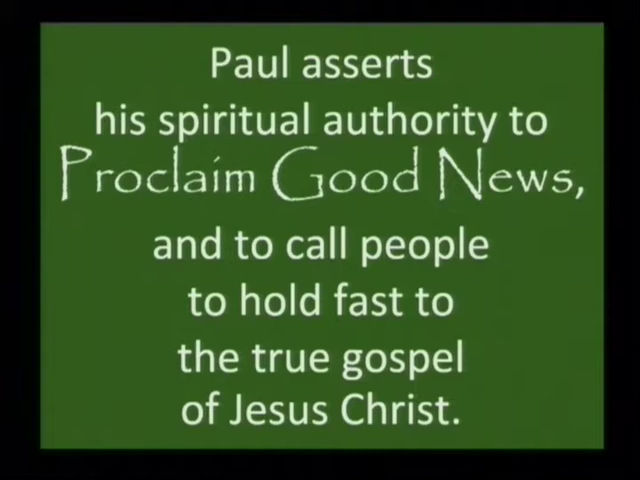 Paul asserts
his spiritual authority to
Proclaim Good News,
and to call people
to hold fast to
the true gospel
of Jesus Christ.